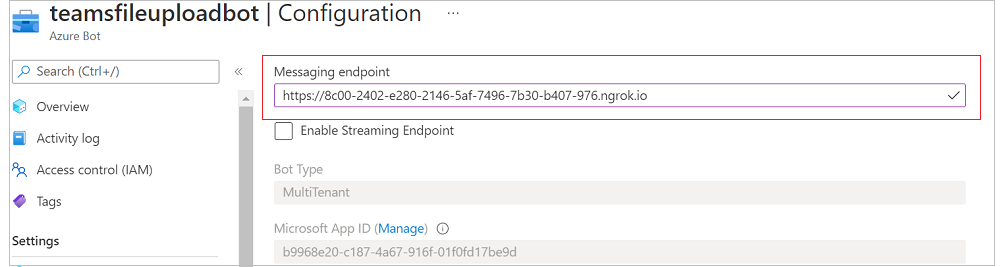 teamsfileuploadbot | Configuration ...
Azure Bot
Search (Ctrl+/)
«
Overview
Activity log
Access control (IAM)
Tags
Settings
Messaging endpoint
https://8c00-2402-e280-2146-5af-7496-7b30-b407-976.ngrok.io
Enable Streaming Endpoint
Bot Type
MultiTenant
Microsoft App ID (Manage)
b9968e20-c187-4a67-916f-01f0fd17be9d